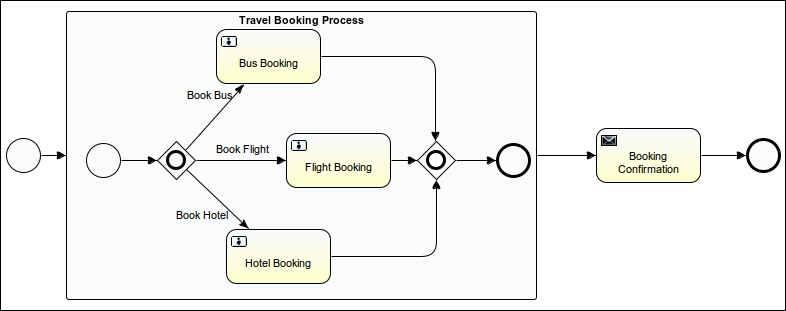 Travel Booking Process
Bus Booking
Book Bus
Book Flight
Flight Booking
Book Hotel
Hotel Booking
Booking
Confirmation